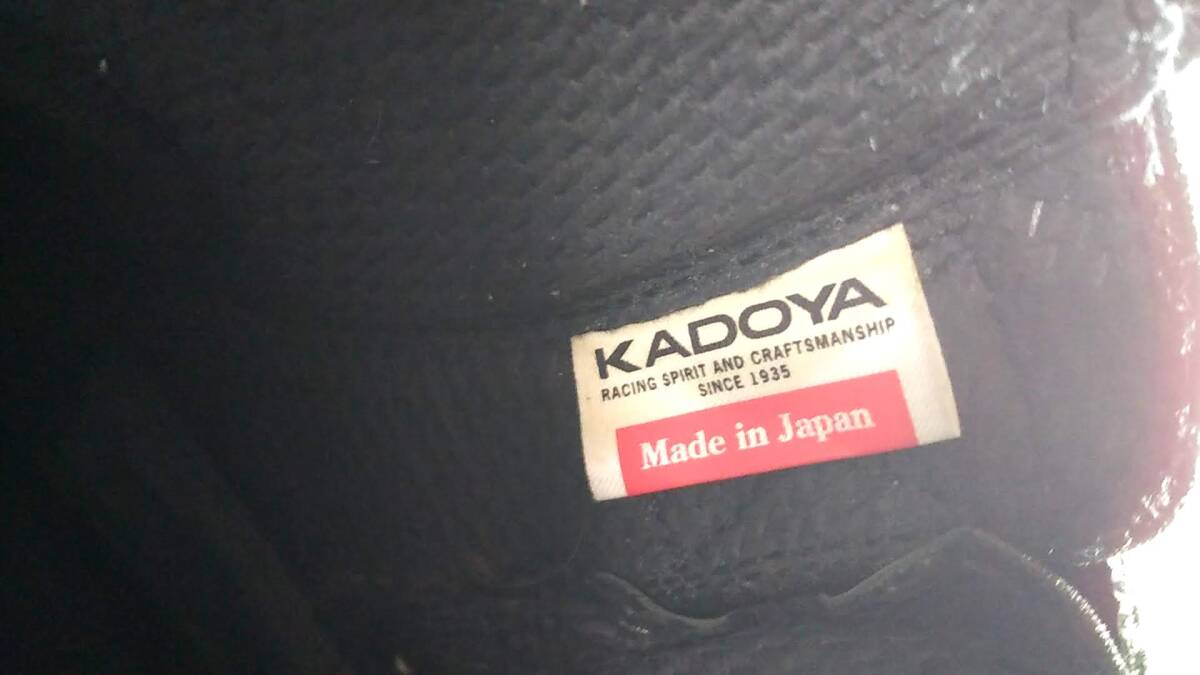 KADOYA
RACING SPIRIT AND CRAFTSMANSHIP
SINCE 1935
Made in Japan